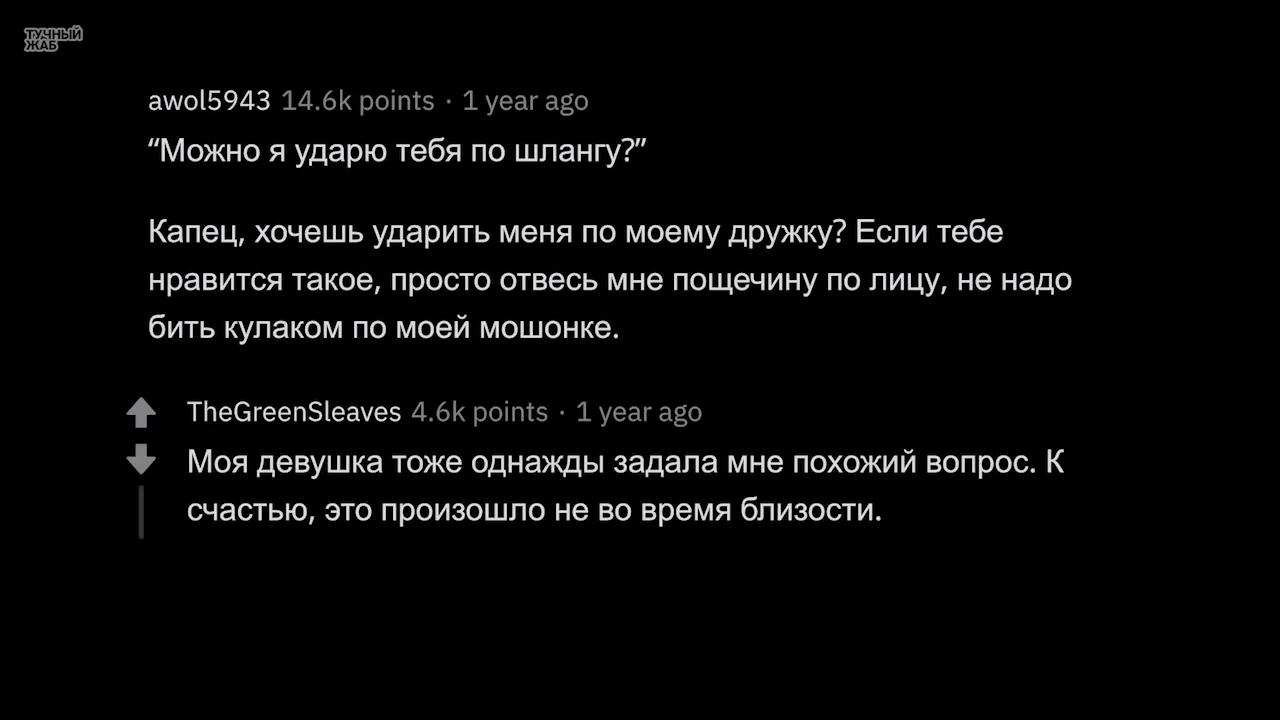 ТУЧНЫЙ
ЖАБ
awol5943 14.6k points · 1 year ago
“Можно я ударю тебя по шлангу?”
Капец, хочешь ударить меня по моему дружку? Если тебе
нравится такое, просто отвесь мне пощечину по лицу, не надо
бить кулаком по моей мошонке.
TheGreenSleaves 4.6k points · 1 year ago
Моя девушка тоже однажды задала мне похожий вопрос. К
счастью, это произошло не во время близости.